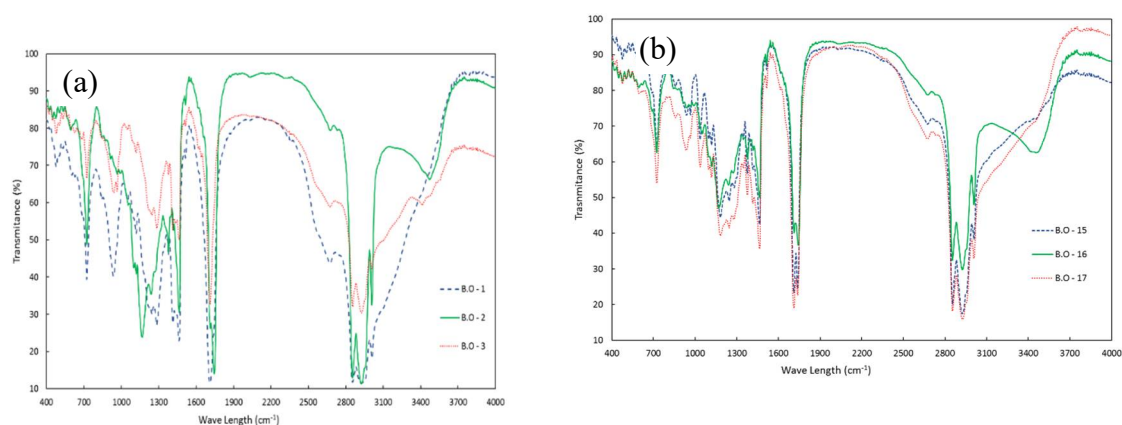 (a)
100
90
80
70
60
50
40
30
20
10
Transmitance (%)
400 700 1000 1300 1600 1900 2200 2500 2800 3100 3400 3700 4000
Wave Length (cm⁻¹)
B.O - 1
B.O - 2
B.O - 3
(b)
100
90
80
70
60
50
40
30
20
10
Trasmitance (%)
400 700 1000 1300 1600 1900 2200 2500 2800 3100 3400 3700 4000
Wave Length (cm⁻¹)
B.O - 15
B.O - 16
B.O - 17